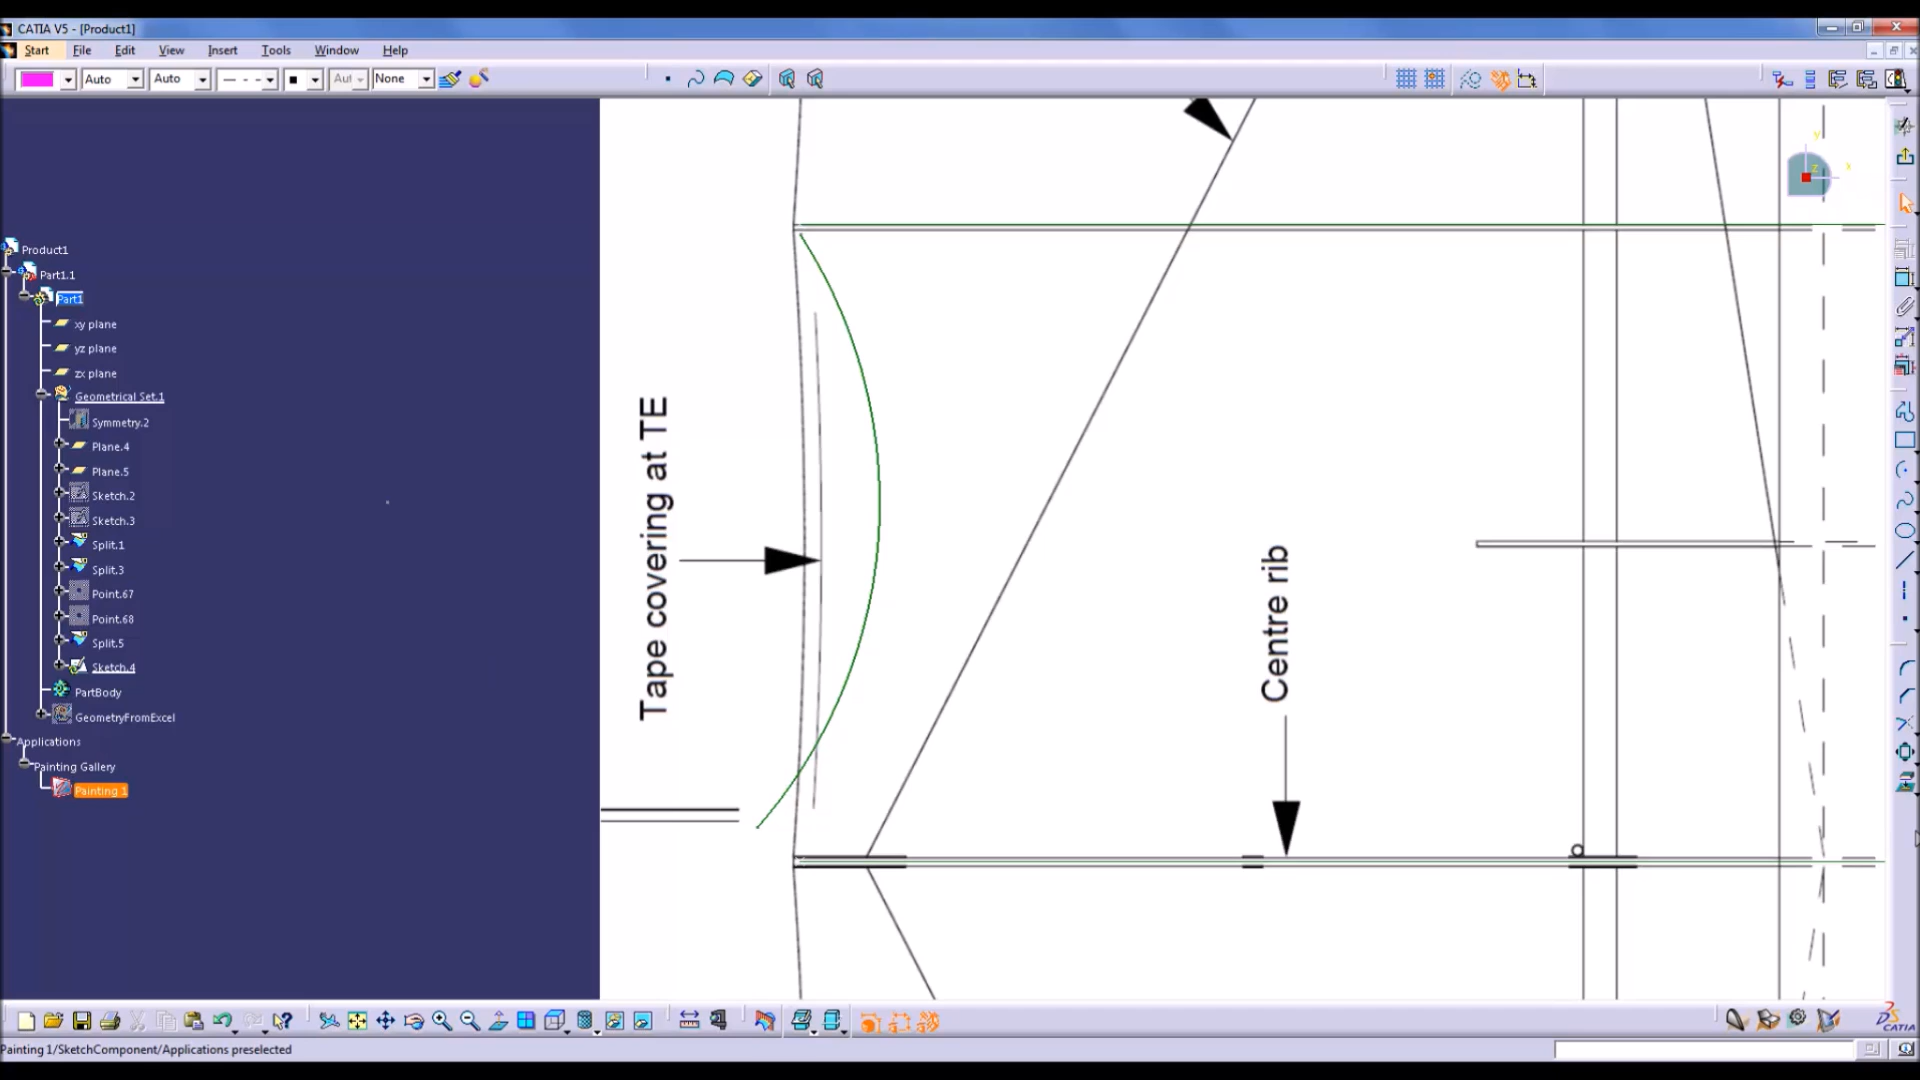 CATIA V5 - [Product1]
Start File Edit View Insert Tools Window Help
Auto Auto Aut None
y
x
z
Product1
Part1.1
Part1
xy plane
yz plane
zx plane
Geometrical Set.1
Symmetry.2
Plane.4
Plane.5
Sketch.2
Sketch.3
Split.1
Split.3
Point.67
Point.68
Split.5
Sketch.4
PartBody
GeometryFromExcel
Applications
Painting Gallery
Painting 1
Tape covering at TE
Centre rib
CATIA
Painting 1/SketchComponent/Applications preselected